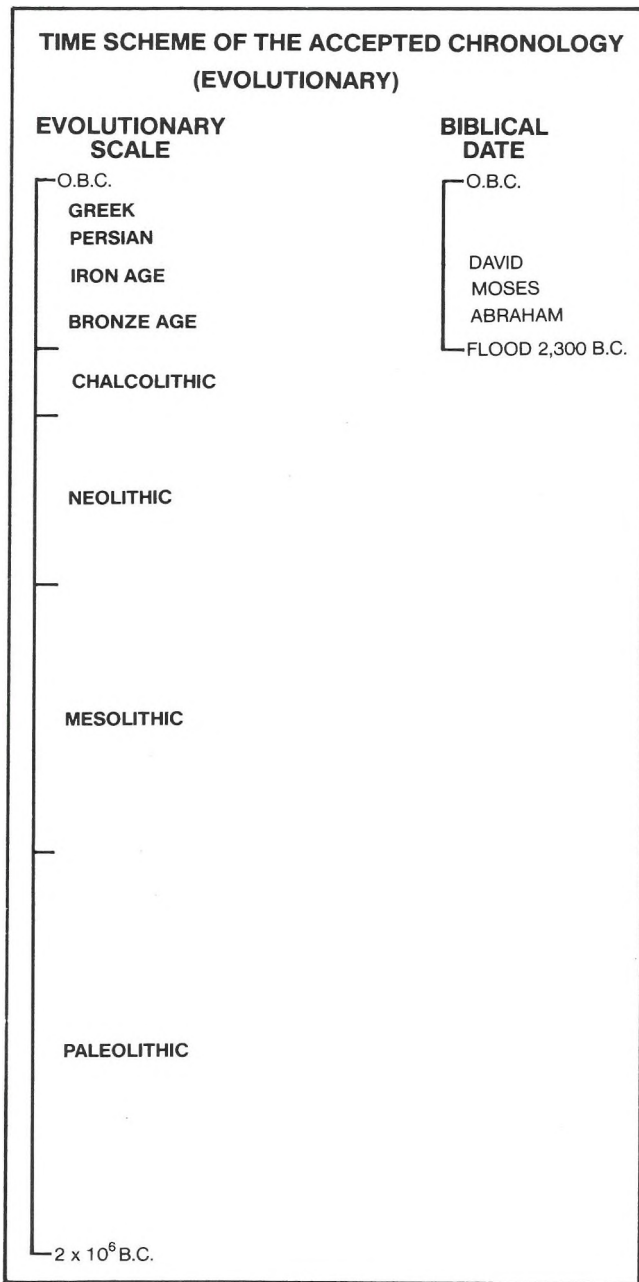 TIME SCHEME OF THE ACCEPTED CHRONOLOGY
(EVOLUTIONARY)
EVOLUTIONARY
SCALE
O.B.C.
GREEK
PERSIAN
IRON AGE
BRONZE AGE
CHALCOLITHIC
NEOLITHIC
MESOLITHIC
PALEOLITHIC
2 x 10⁶ B.C.
BIBLICAL
DATE
O.B.C.
DAVID
MOSES
ABRAHAM
FLOOD 2,300 B.C.